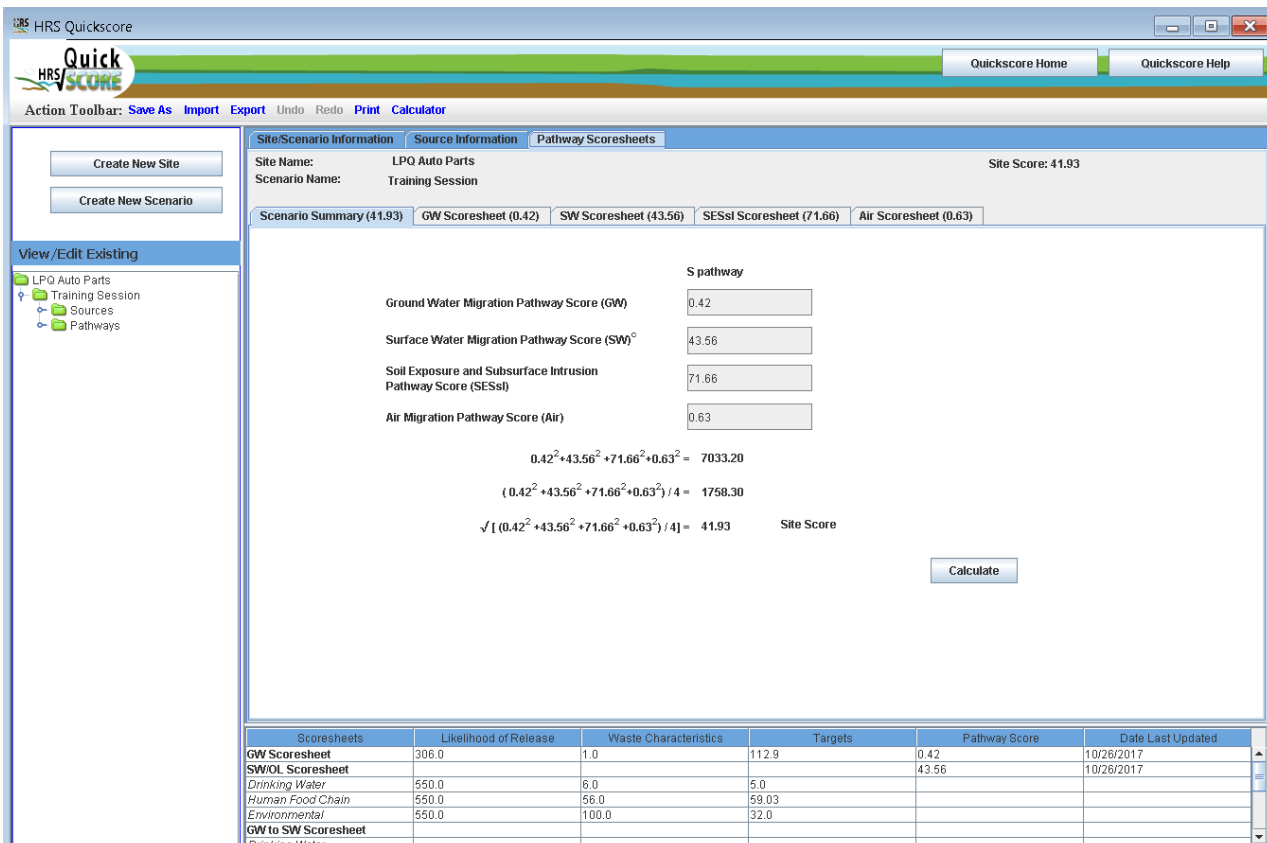 HRS Quickscore
Quick
HRS SCORE
Quickscore Home Quickscore Help
Action Toolbar: Save As Import Export Undo Redo Print Calculator
Create New Site
Create New Scenario
View/Edit Existing
LPQ Auto Parts
Training Session
Sources
Pathways
Site/Scenario Information Source Information Pathway Scoresheets
Site Name: LPQ Auto Parts Site Score: 41.93
Scenario Name: Training Session
Scenario Summary (41.93) GW Scoresheet (0.42) SW Scoresheet (43.56) SESsI Scoresheet (71.66) Air Scoresheet (0.63)
S pathway
Ground Water Migration Pathway Score (GW) 0.42
Surface Water Migration Pathway Score (SW)ᶜ 43.56
Soil Exposure and Subsurface Intrusion
Pathway Score (SESsI) 71.66
Air Migration Pathway Score (Air) 0.63
0.42²+43.56² +71.66²+0.63² = 7033.20
( 0.42² +43.56² +71.66²+0.63²) / 4 = 1758.30
√ [ (0.42² +43.56² +71.66² +0.63²) / 4] = 41.93 Site Score
Calculate
Scoresheets Likelihood of Release Waste Characteristics Targets Pathway Score Date Last Updated
GW Scoresheet 306.0 1.0 112.9 0.42 10/26/2017
SW/OL Scoresheet 43.56 10/26/2017
Drinking Water 550.0 6.0 5.0
Human Food Chain 550.0 56.0 59.03
Environmental 550.0 100.0 32.0
GW to SW Scoresheet
Drinking Water